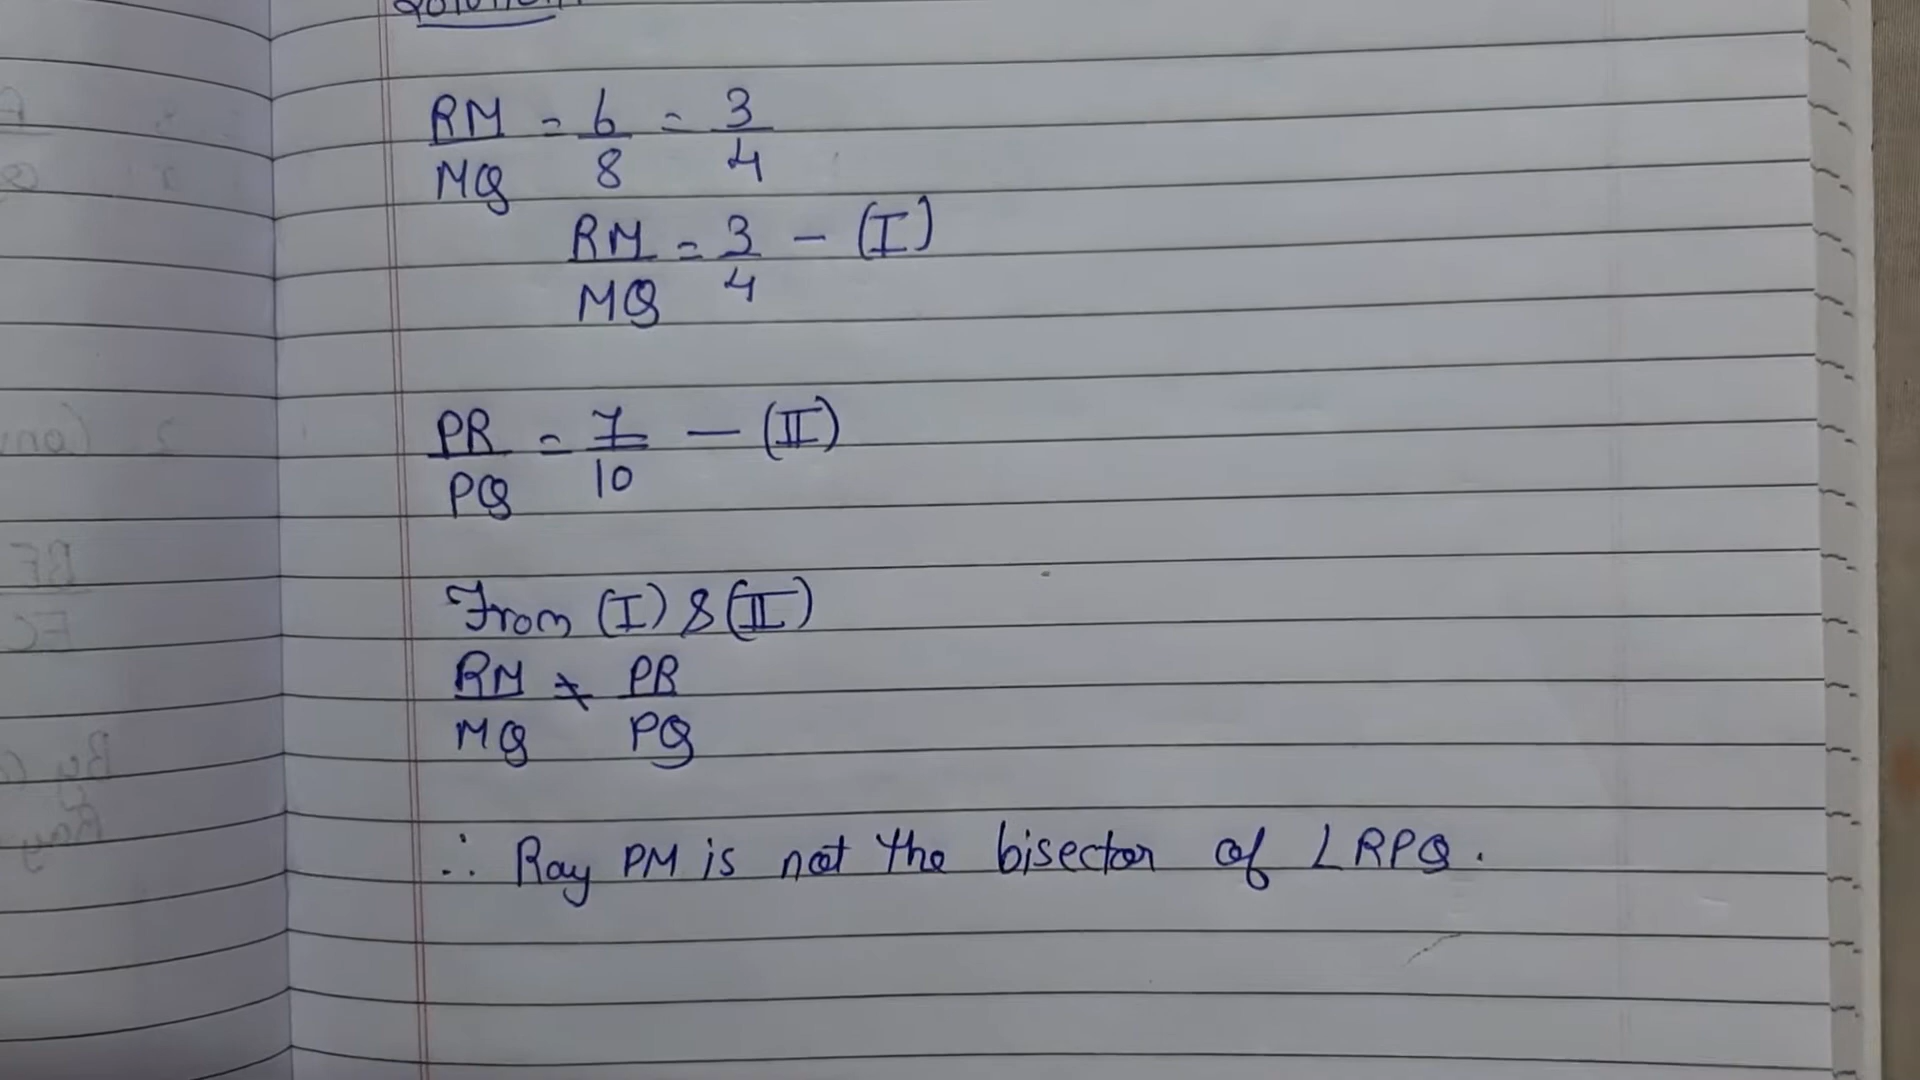 Solution:
RM = 6 = 3
MQ 8 4
RM = 3 - (I)
MQ 4
PR = 7 - (II)
PQ 10
From (I) & (II)
RM ≠ PR
MQ PQ
∴ Ray PM is not the bisector of ∠RPQ.